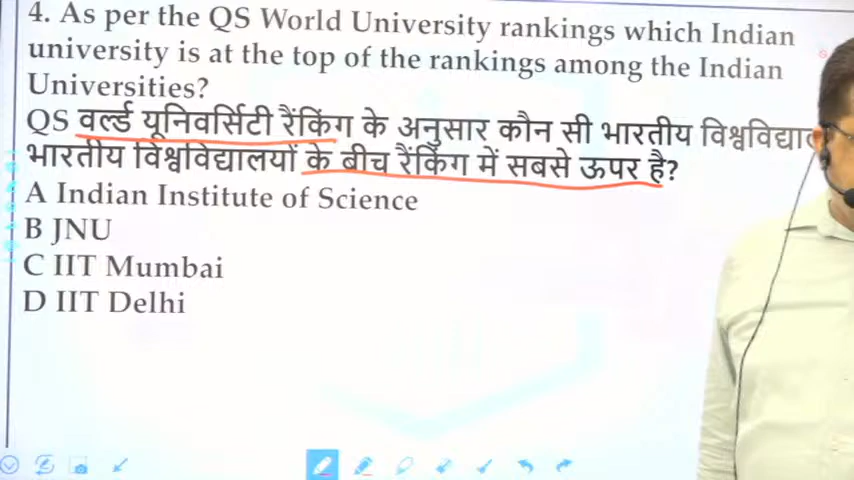 4. As per the QS World University rankings which Indian
university is at the top of the rankings among the Indian
Universities?
QS वर्ल्ड यूनिवर्सिटी रैंकिंग के अनुसार कौन सी भारतीय
भारतीय विश्वविद्यालयों के बीच रैंकिंग में सबसे ऊपर है?
A Indian Institute of Science
B JNU
C IIT Mumbai
D IIT Delhi